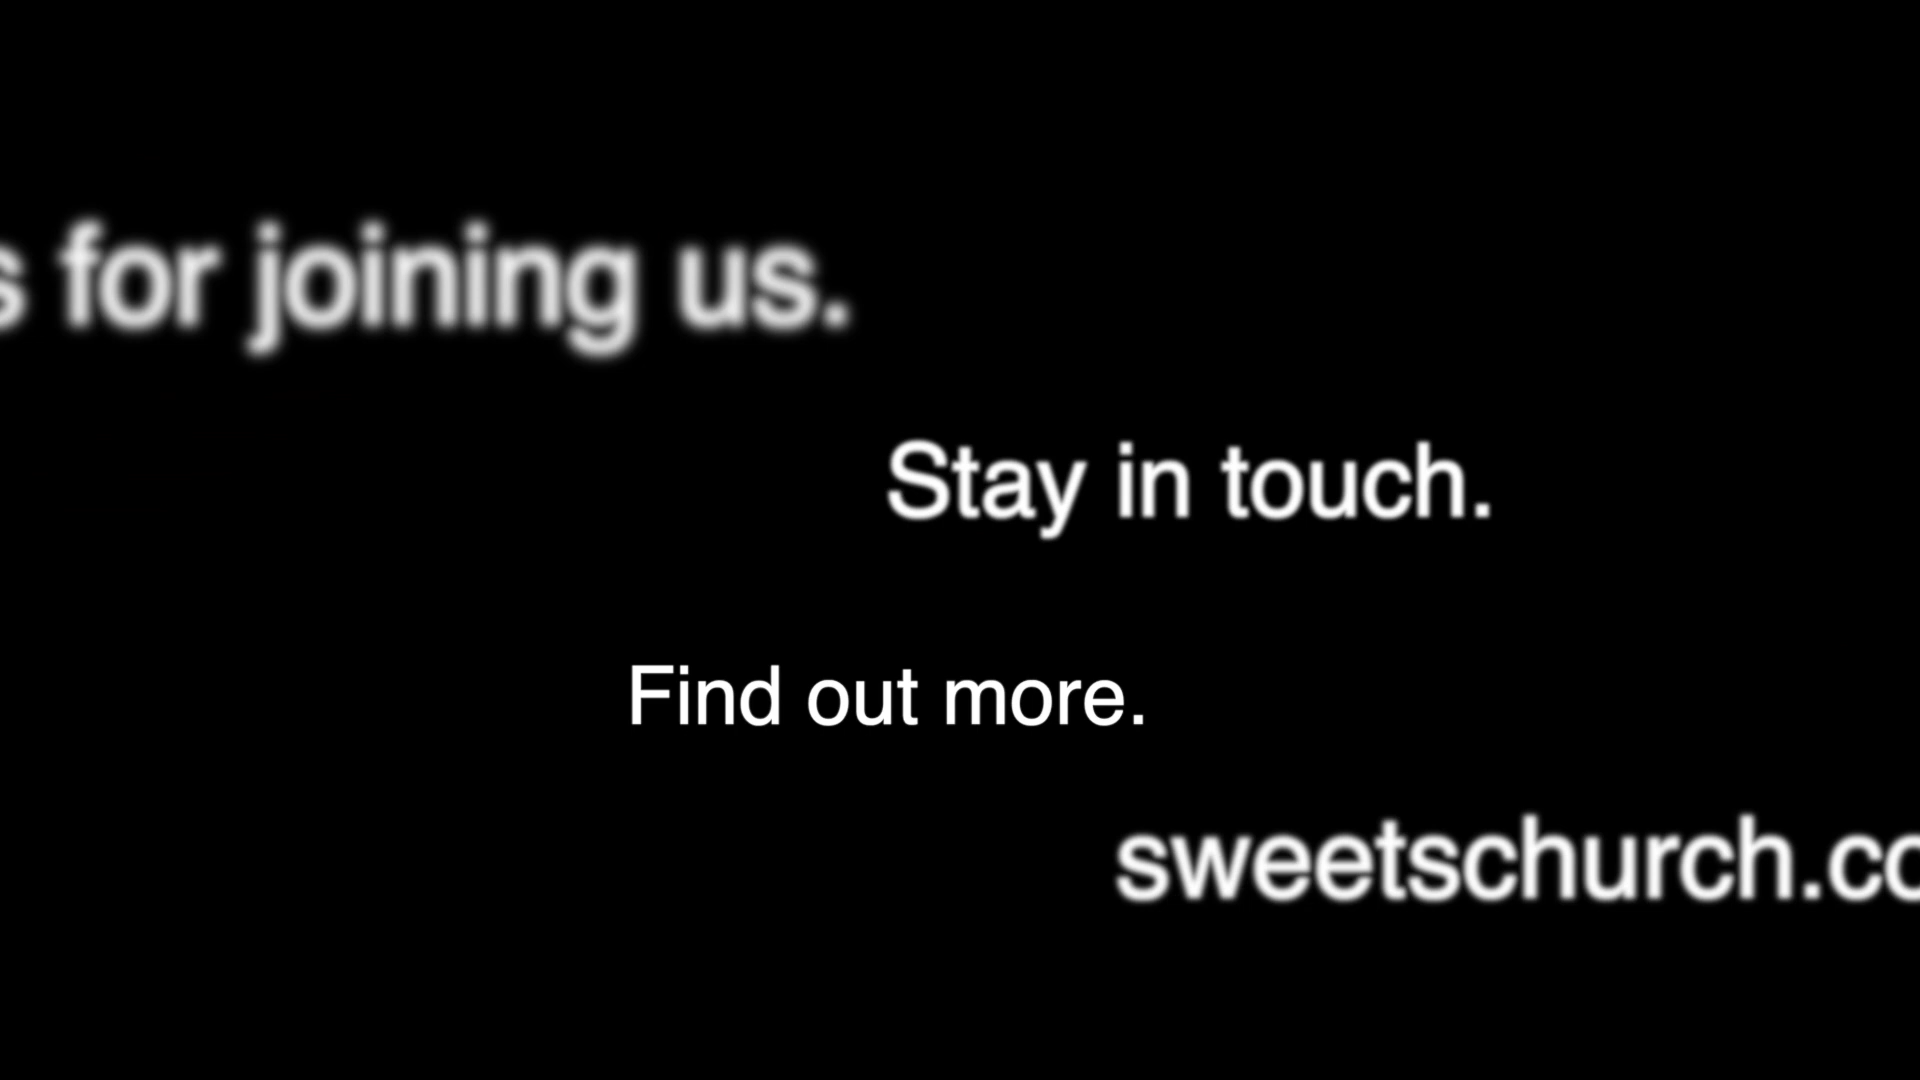 s for joining us.
Stay in touch.
Find out more.
sweetschurch.co